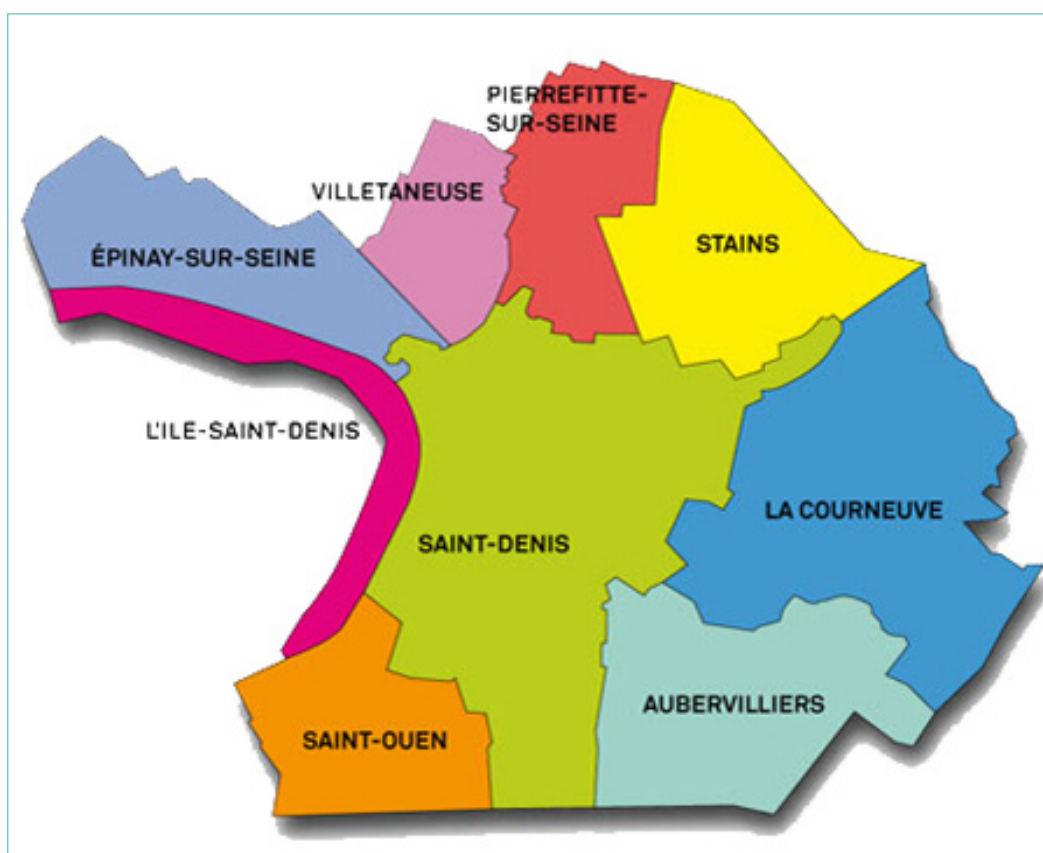 PIERREFITTE-
SUR-SEINE
VILLETANEUSE
STAINS
ÉPINAY-SUR-SEINE
L'ILE-SAINT-DENIS
LA COURNEUVE
SAINT-DENIS
AUBERVILLIERS
SAINT-OUEN